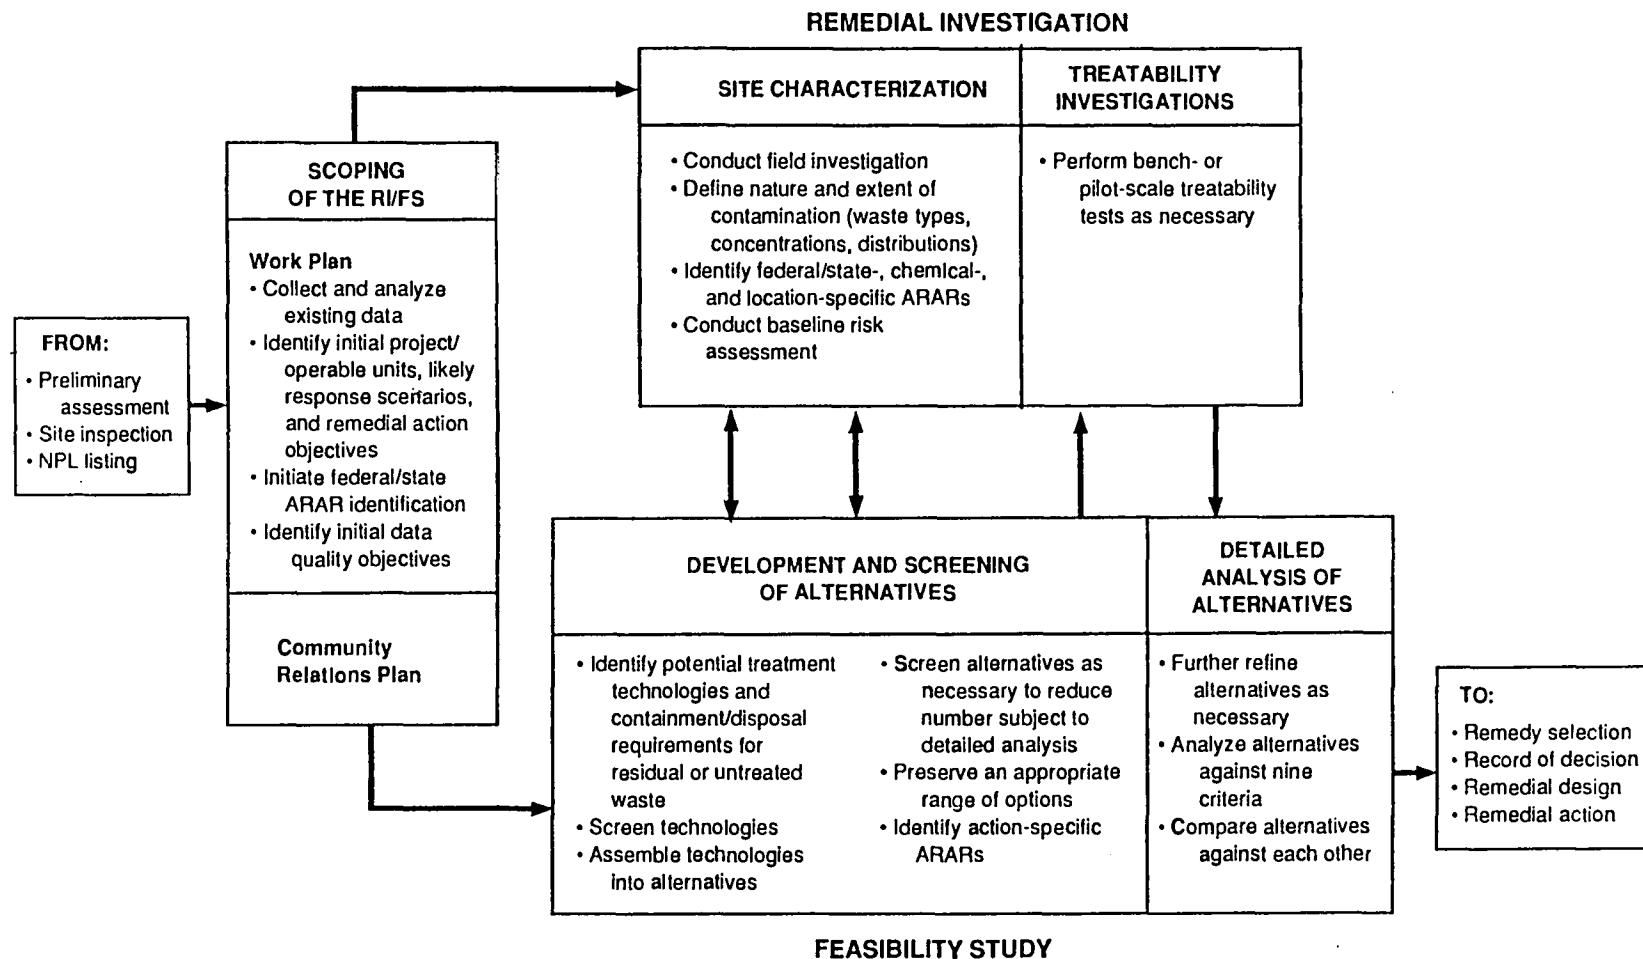 REMEDIAL INVESTIGATION
SITE CHARACTERIZATION
• Conduct field investigation
• Define nature and extent of
contamination (waste types,
concentrations, distributions)
• Identify federal/state-, chemical-,
and location-specific ARARs
• Conduct baseline risk
assessment
TREATABILITY
INVESTIGATIONS
• Perform bench- or
pilot-scale treatability
tests as necessary
SCOPING
OF THE RI/FS
Work Plan
• Collect and analyze
existing data
• Identify initial project/
operable units, likely
response scenarios,
and remedial action
objectives
• Initiate federal/state
ARAR identification
• Identify initial data
quality objectives
Community
Relations Plan
FROM:
• Preliminary
assessment
• Site inspection
• NPL listing
DEVELOPMENT AND SCREENING
OF ALTERNATIVES
• Identify potential treatment
technologies and
containment/disposal
requirements for
residual or untreated
waste
• Screen technologies
• Assemble technologies
into alternatives
• Screen alternatives as
necessary to reduce
number subject to
detailed analysis
• Preserve an appropriate
range of options
• Identify action-specific
ARARs
DETAILED
ANALYSIS OF
ALTERNATIVES
• Further refine
alternatives as
necessary
• Analyze alternatives
against nine
criteria
• Compare alternatives
against each other
TO:
• Remedy selection
• Record of decision
• Remedial design
• Remedial action
FEASIBILITY STUDY